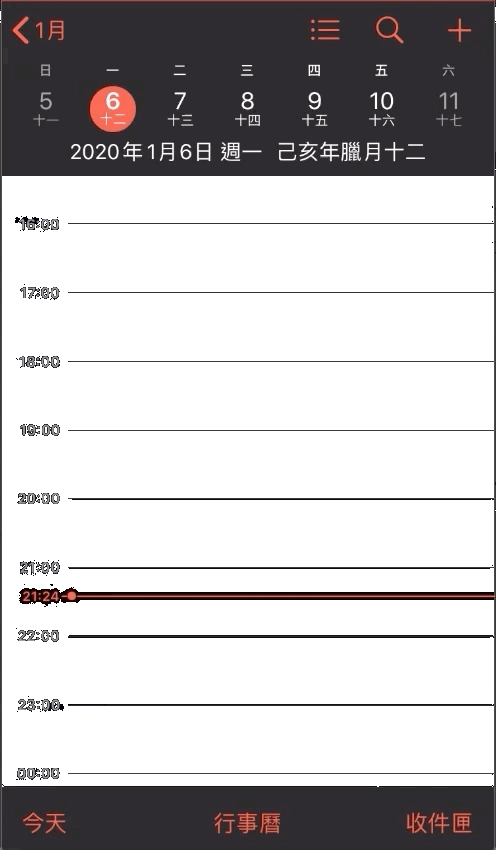 1月
日 一 二 三 四 五 六
5 6 7 8 9 10 11
十一 十二 十三 十四 十五 十六 十七
2020年1月6日 週一 己亥年臘月十二
16:00
17:00
18:00
19:00
20:00
21:00
21:24
22:00
23:00
00:00
今天 行事曆 收件匣